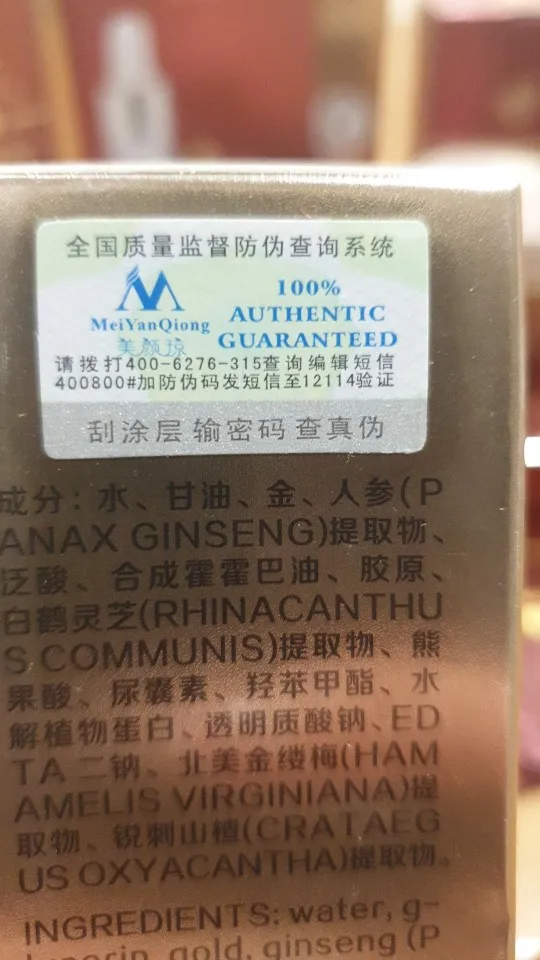 全国质量监督防伪查询系统
MeiYanQiong
美颜琼
100%
AUTHENTIC
GUARANTEED
请拨打400-6276-315查询编辑短信
400800#加防伪码发短信至12114验证
刮涂层 输密码 查真伪
成分：水、甘油、金、人参(P
ANAX GINSENG)提取物、
泛酸、合成霍霍巴油、胶原、
白鹤灵芝(RHINACANTHU
S COMMUNIS)提取物、熊
果酸、尿囊素、羟苯甲酯、水
解植物蛋白、透明质酸钠、ED
TA二钠、北美金缕梅(HAM
AMELIS VIRGINIANA)提
取物、锐刺山楂(CRATAEG
US OXYACANTHA)提取物。
INGREDIENTS: water, g-
lycerin, gold, ginseng (P